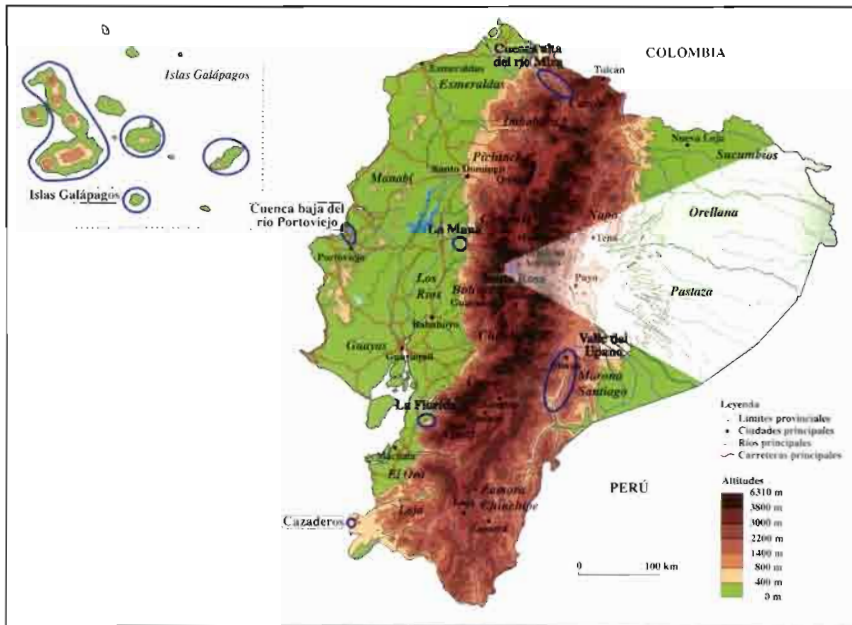 COLOMBIA
Islas Galápagos
Islas Galápagos
Cuenca alta
del río Mira
Tulcán
Carchi
Esmeraldas
Esmeraldas
Imbabura
Nueva Loja
Sucumbíos
Pichincha
Santo Domingo
Manabí
Napo
Orellana
Cuenca baja del
río Portoviejo
La Maná
Tena
Portoviejo
Los
Ríos
Puyo
Pastaza
Babahoyo
Guayas
Guayaquil
Valle del
Upano
Morona
Santiago
La Florida
Machala
El Oro
Zamora
Chinchipe
Loja
Loja
Zamora
Cazaderos
PERÚ
Leyenda
Límites provinciales
Ciudades principales
Ríos principales
Carreteras principales
Altitudes
6310 m
3800 m
3000 m
2200 m
1400 m
800 m
400 m
0 m
0 100 km